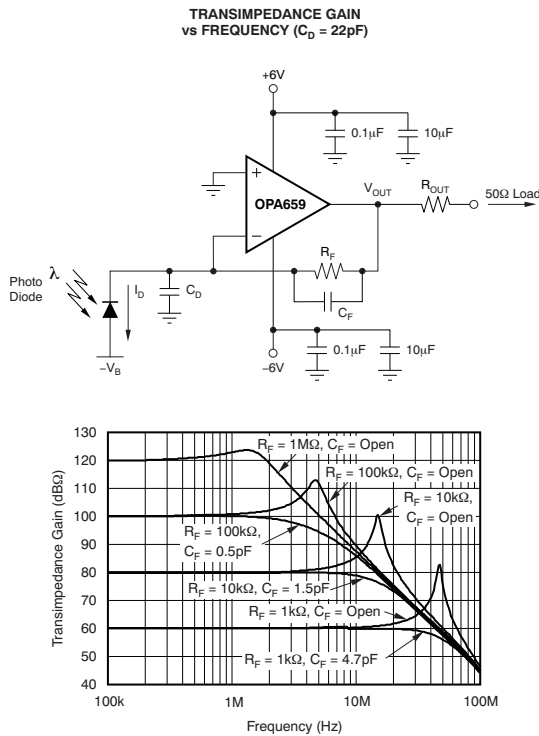 TRANSIMPEDANCE GAIN
vs FREQUENCY (C_D = 22pF)
+6V
0.1μF
10μF
+
OPA659
−
V_OUT
R_OUT
50Ω Load
R_F
C_F
λ
Photo
Diode
I_D
C_D
−V_B
−6V
0.1μF
10μF
Transimpedance Gain (dBΩ)
130
120
110
100
90
80
70
60
50
40
R_F = 1MΩ, C_F = Open
R_F = 100kΩ, C_F = Open
R_F = 10kΩ,
C_F = Open
R_F = 100kΩ,
C_F = 0.5pF
R_F = 10kΩ, C_F = 1.5pF
R_F = 1kΩ, C_F = Open
R_F = 1kΩ, C_F = 4.7pF
100k
1M
10M
100M
Frequency (Hz)